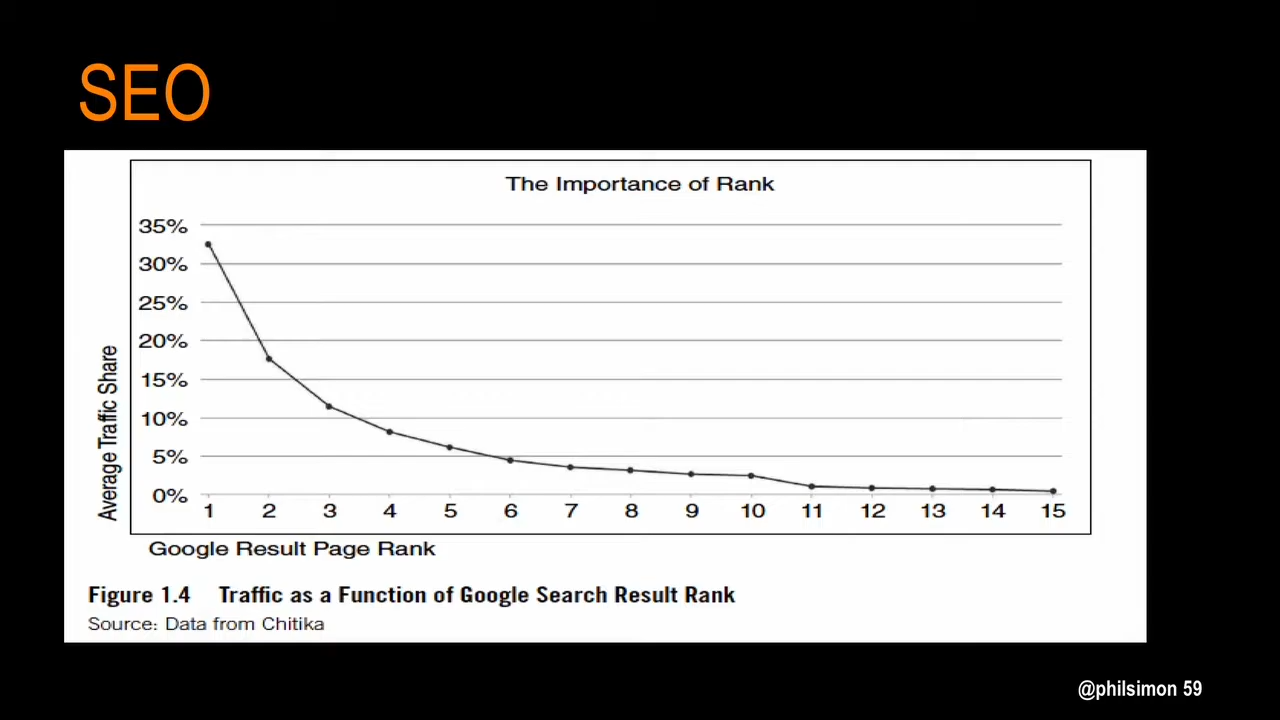 SEO
The Importance of Rank
35%
30%
25%
20%
15%
10%
5%
0%
Average Traffic Share
1 2 3 4 5 6 7 8 9 10 11 12 13 14 15
Google Result Page Rank
Figure 1.4 Traffic as a Function of Google Search Result Rank
Source: Data from Chitika
@philsimon 59